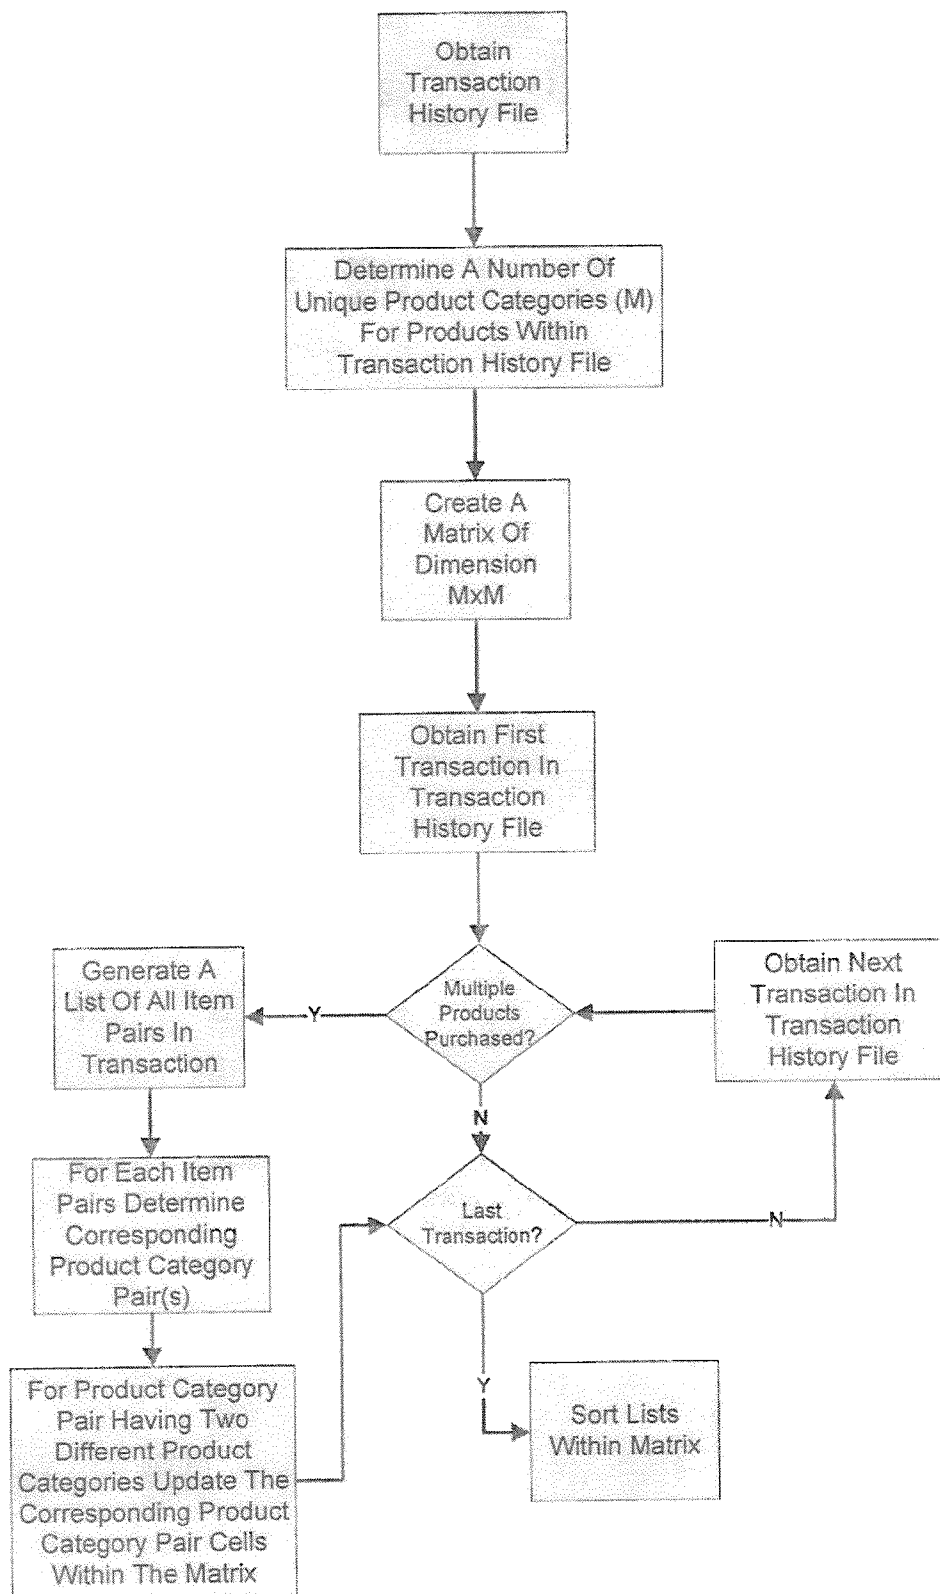 Obtain
Transaction
History File
Determine A Number Of
Unique Product Categories (M)
For Products Within
Transaction History File
Create A
Matrix Of
Dimension
MxM
Obtain First
Transaction In
Transaction
History File
Multiple
Products
Purchased?
Y
Generate A
List Of All Item
Pairs In
Transaction
Obtain Next
Transaction In
Transaction
History File
N
For Each Item
Pairs Determine
Corresponding
Product Category
Pair(s)
Last
Transaction?
N
Y
For Product Category
Pair Having Two
Different Product
Categories Update The
Corresponding Product
Category Pair Cells
Within The Matrix
Sort Lists
Within Matrix